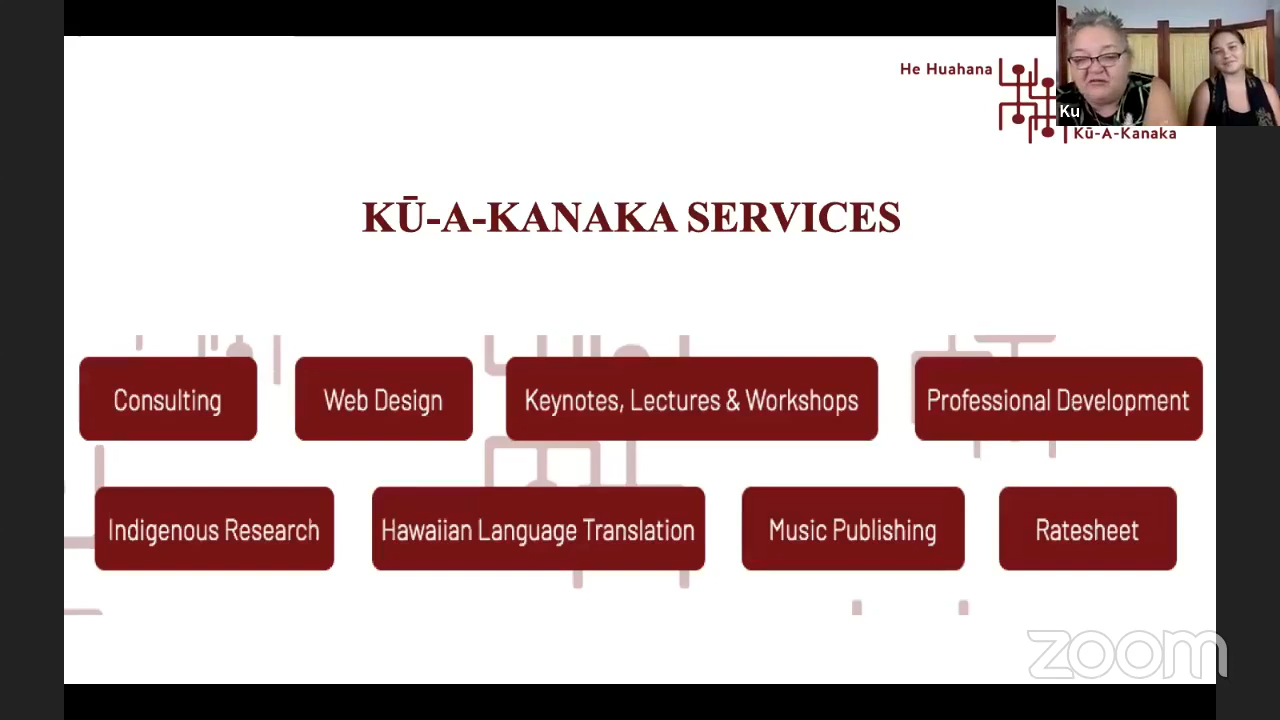 He Huahana
Ku
Kū-A-Kanaka
KŪ-A-KANAKA SERVICES
Consulting
Web Design
Keynotes, Lectures & Workshops
Professional Development
Indigenous Research
Hawaiian Language Translation
Music Publishing
Ratesheet
zoom